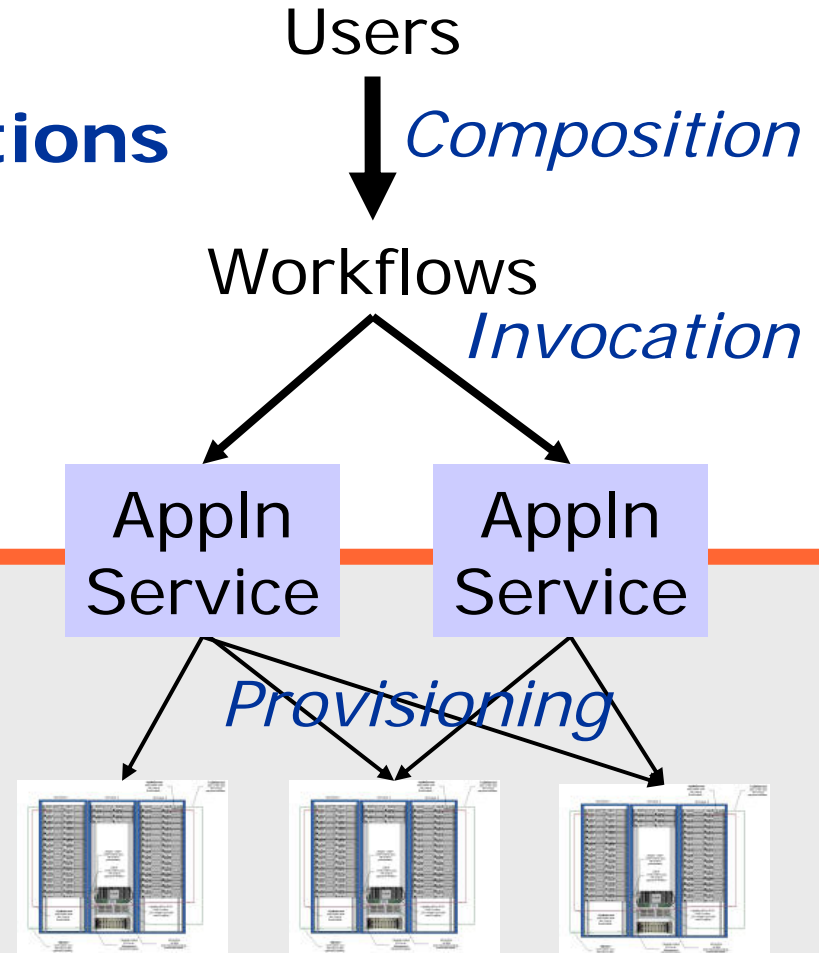 Users
tions
Composition
Workflows
Invocation
Appln
Service
Appln
Service
Provisioning